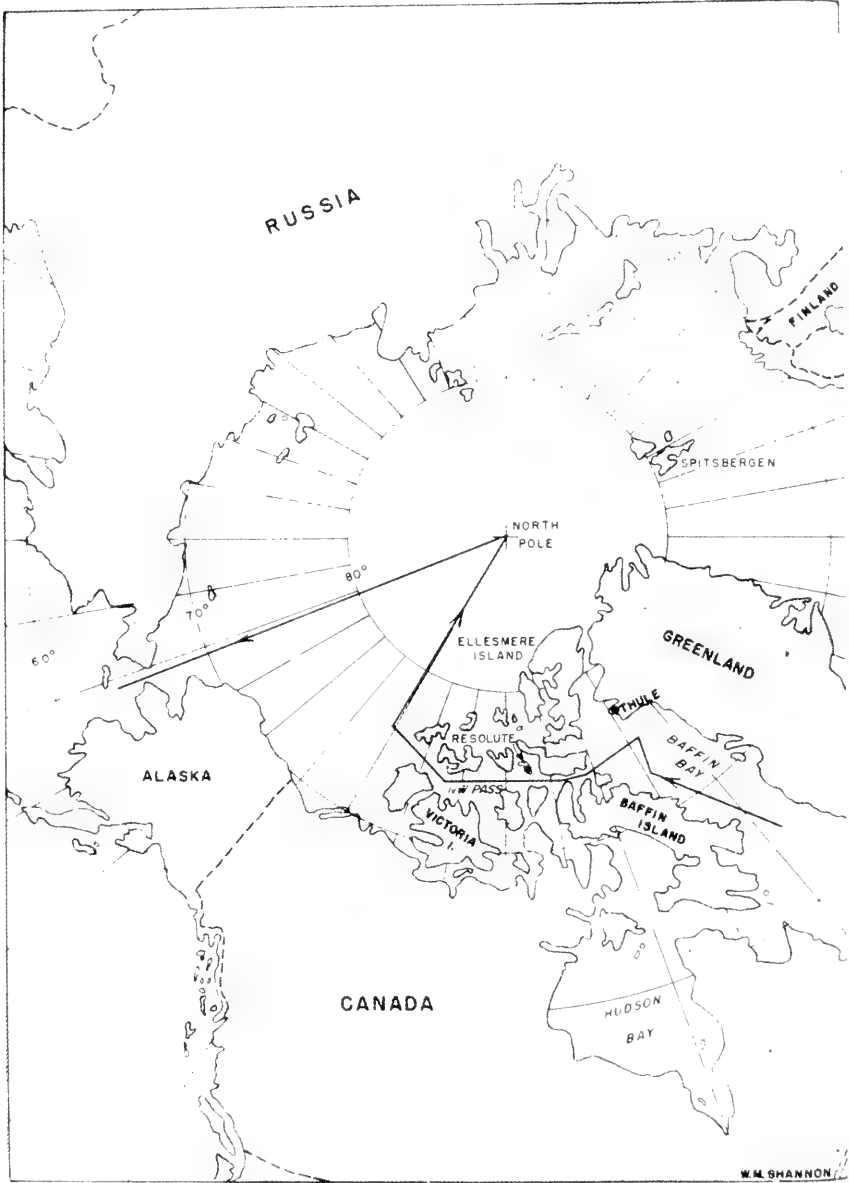 RUSSIA
FINLAND
SPITSBERGEN
NORTH
POLE
80°
70°
60°
ELLESMERE
ISLAND
GREENLAND
THULE
RESOLUTE
BAFFIN
BAY
ALASKA
NW PASS
VICTORIA
I.
BAFFIN
ISLAND
CANADA
HUDSON
BAY
W.M. SHANNON